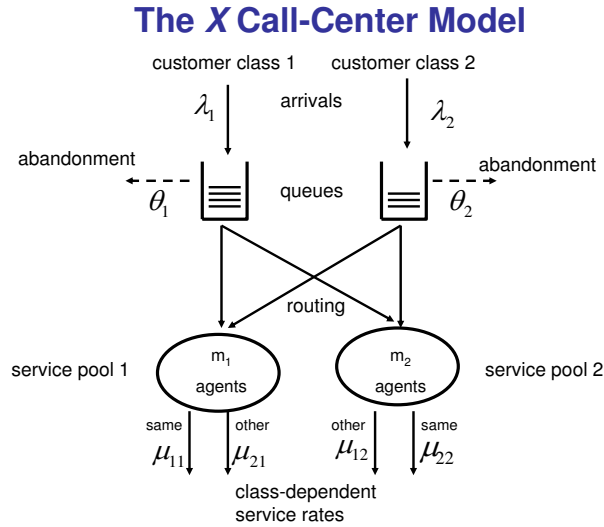 The X Call-Center Model
customer class 1 customer class 2
arrivals
λ₁ λ₂
abandonment abandonment
queues
θ₁ θ₂
routing
m₁ m₂
service pool 1 agents agents service pool 2
same other other same
μ₁₁ μ₂₁ μ₁₂ μ₂₂
class-dependent
service rates